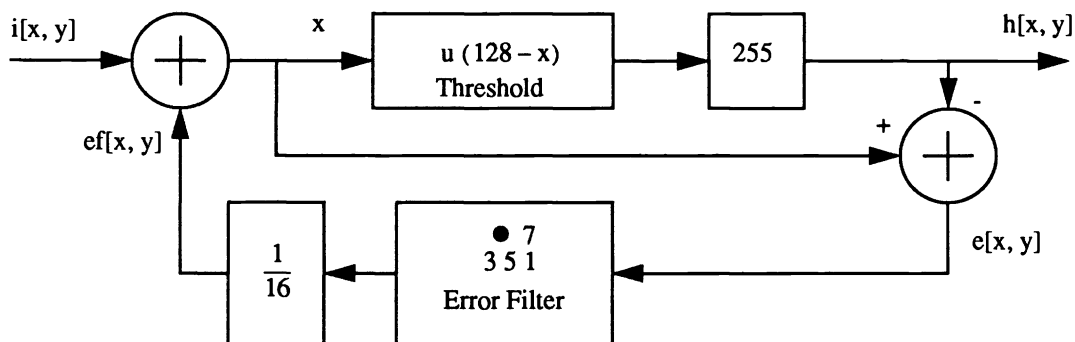 i[x, y]
x
u (128 – x)
Threshold
255
h[x, y]
-
+
ef[x, y]
1
16
● 7
3 5 1
Error Filter
e[x, y]